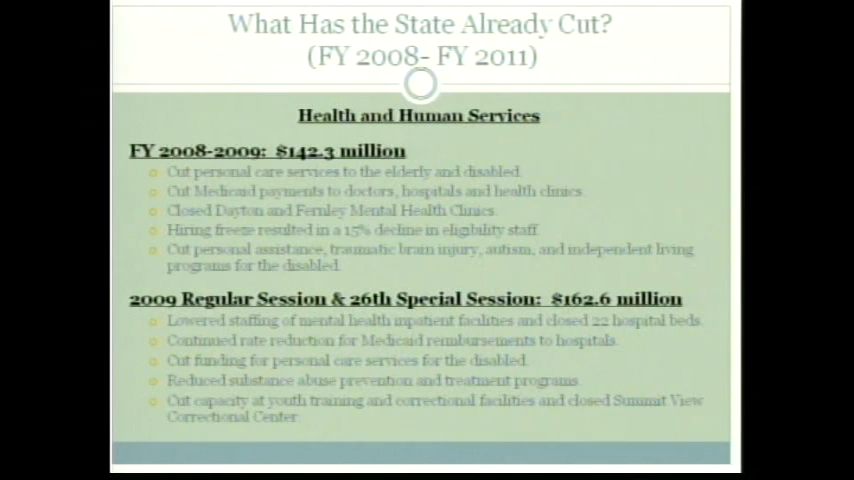 What Has the State Already Cut?
(FY 2008- FY 2011)
Health and Human Services
FY 2008-2009: $142.3 million
Cut personal care services to the elderly and disabled.
Cut Medicaid payments to doctors, hospitals and health clinics.
Closed Dayton and Fernley Mental Health Clinics.
Hiring freeze resulted in a 15% decline in eligibility staff.
Cut personal assistance, traumatic brain injury, autism, and independent living
programs for the disabled.
2009 Regular Session & 26th Special Session: $162.6 million
Lowered staffing of mental health inpatient facilities and closed 22 hospital beds.
Continued rate reduction for Medicaid reimbursements to hospitals.
Cut funding for personal care services for the disabled.
Reduced substance abuse prevention and treatment programs.
Cut capacity at youth training and correctional facilities and closed Summit View
Correctional Center